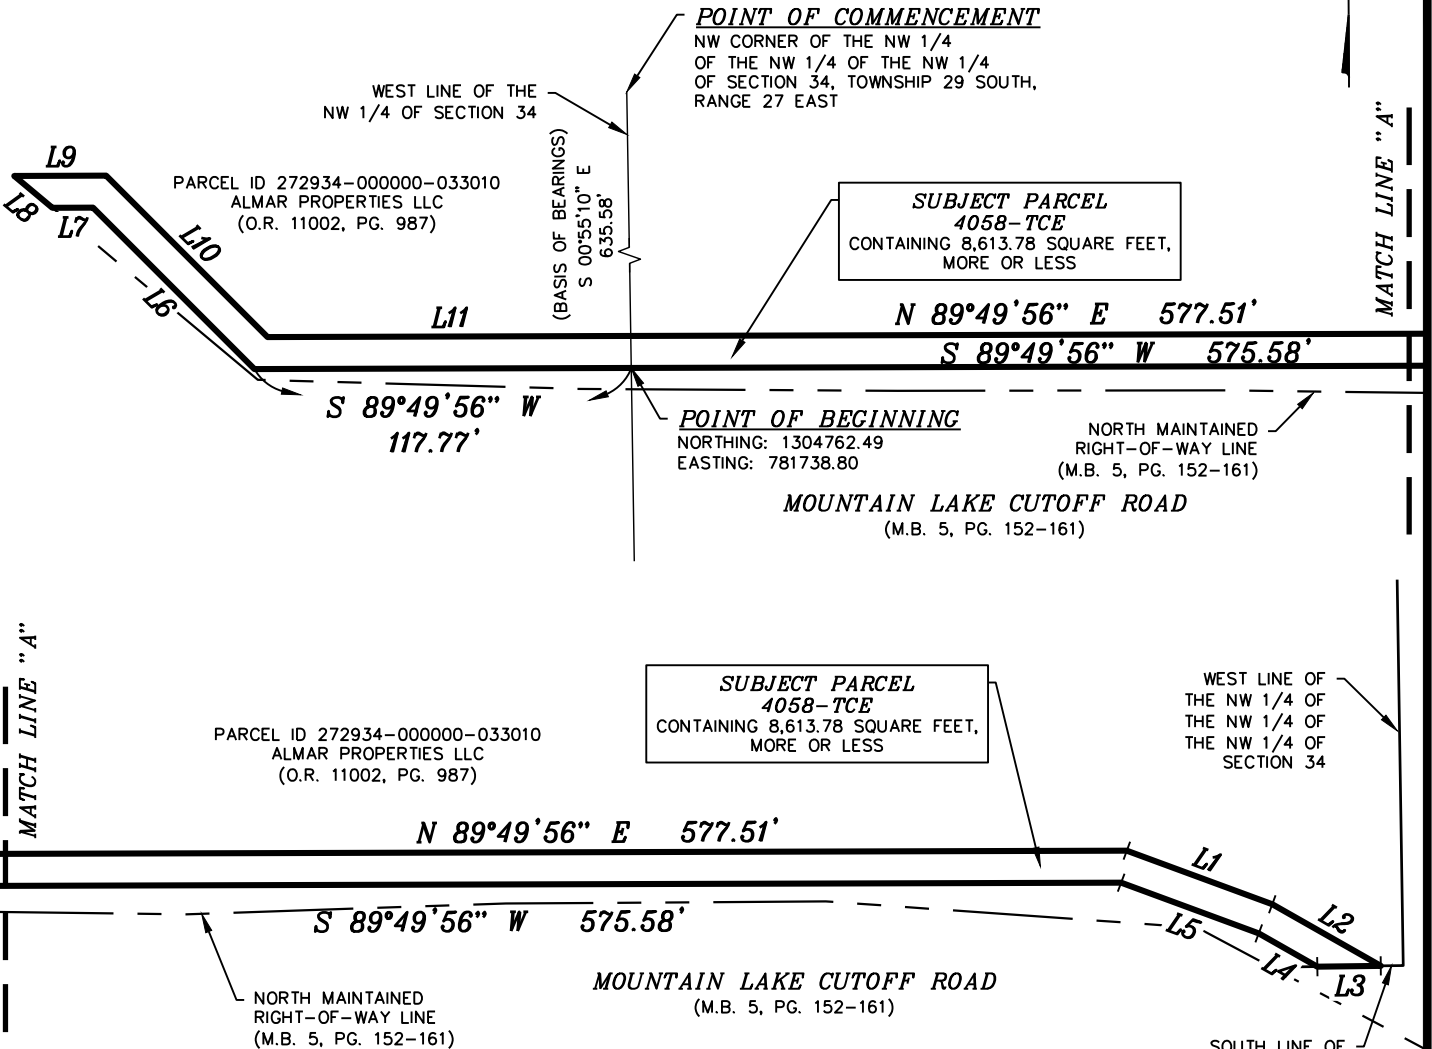 POINT OF COMMENCEMENT
NW CORNER OF THE NW 1/4
OF THE NW 1/4 OF THE NW 1/4
OF SECTION 34, TOWNSHIP 29 SOUTH,
RANGE 27 EAST
WEST LINE OF THE
NW 1/4 OF SECTION 34
(BASIS OF BEARINGS)
S 00°55'10" E
635.58'
MATCH LINE "A"
L9
L8
L7
L10
L6
L11
PARCEL ID 272934-000000-033010
ALMAR PROPERTIES LLC
(O.R. 11002, PG. 987)
SUBJECT PARCEL
4058-TCE
CONTAINING 8,613.78 SQUARE FEET,
MORE OR LESS
N 89°49'56" E 577.51'
S 89°49'56" W 575.58'
S 89°49'56" W
117.77'
POINT OF BEGINNING
NORTHING: 1304762.49
EASTING: 781738.80
NORTH MAINTAINED
RIGHT-OF-WAY LINE
(M.B. 5, PG. 152-161)
MOUNTAIN LAKE CUTOFF ROAD
(M.B. 5, PG. 152-161)
MATCH LINE "A"
PARCEL ID 272934-000000-033010
ALMAR PROPERTIES LLC
(O.R. 11002, PG. 987)
SUBJECT PARCEL
4058-TCE
CONTAINING 8,613.78 SQUARE FEET,
MORE OR LESS
WEST LINE OF
THE NW 1/4 OF
THE NW 1/4 OF
THE NW 1/4 OF
SECTION 34
N 89°49'56" E 577.51'
L1
L2
S 89°49'56" W 575.58'
L5
L4
L3
MOUNTAIN LAKE CUTOFF ROAD
(M.B. 5, PG. 152-161)
NORTH MAINTAINED
RIGHT-OF-WAY LINE
(M.B. 5, PG. 152-161)
SOUTH LINE OF